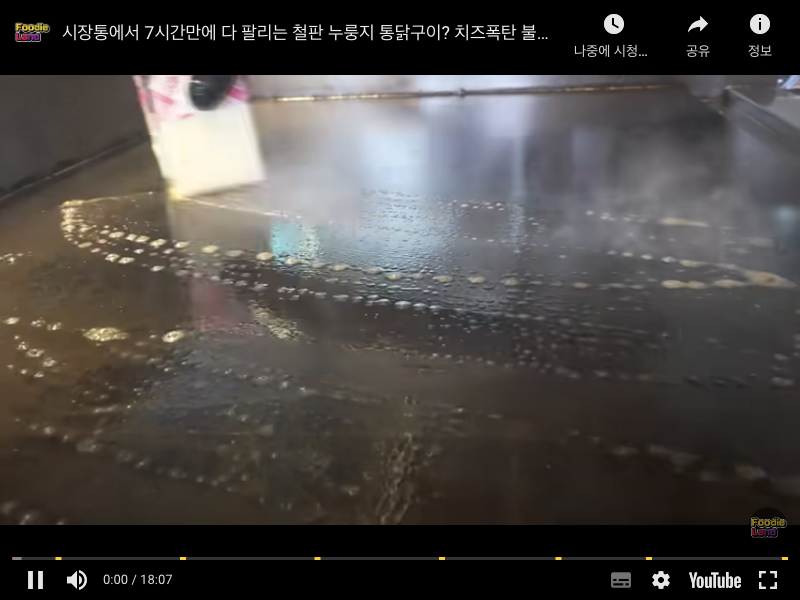 Foodie
Land
시장통에서 7시간만에 다 팔리는 철판 누룽지 통닭구이? 치즈폭탄 불...
나중에 시청...
공유
정보
Foodie
Land
0:00 / 18:07
YouTube